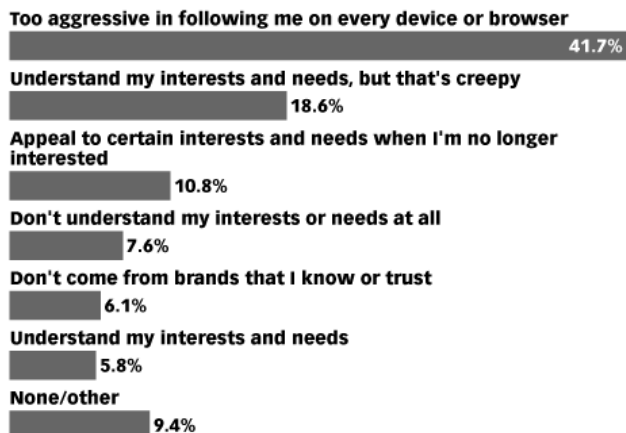 Too aggressive in following me on every device or browser
41.7%
Understand my interests and needs, but that's creepy
18.6%
Appeal to certain interests and needs when I'm no longer
interested
10.8%
Don't understand my interests or needs at all
7.6%
Don't come from brands that I know or trust
6.1%
Understand my interests and needs
5.8%
None/other
9.4%